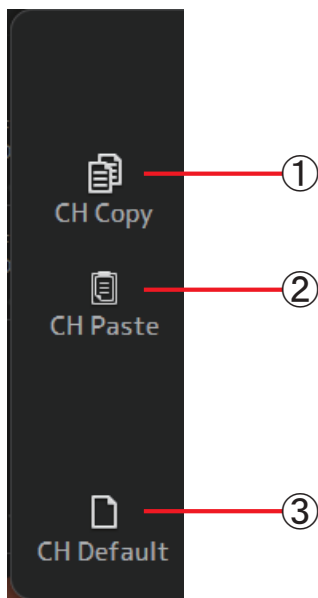 CH Copy
①
CH Paste
②
CH Default
③